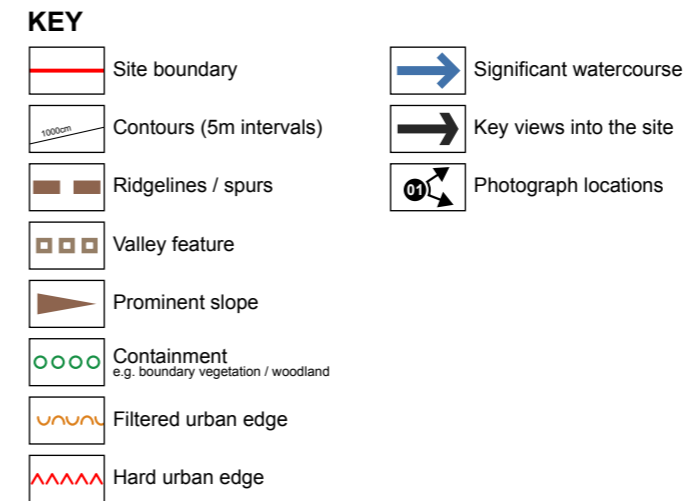 KEY
Site boundary
1000cm
Contours (5m intervals)
Ridgelines / spurs
Valley feature
Prominent slope
Containment
e.g. boundary vegetation / woodland
Filtered urban edge
Hard urban edge
Significant watercourse
Key views into the site
01
Photograph locations